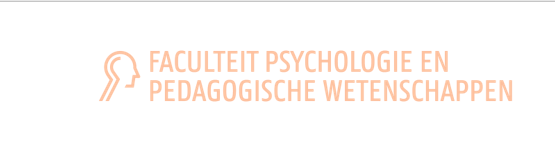 FACULTEIT PSYCHOLOGIE EN
PEDAGOGISCHE WETENSCHAPPEN